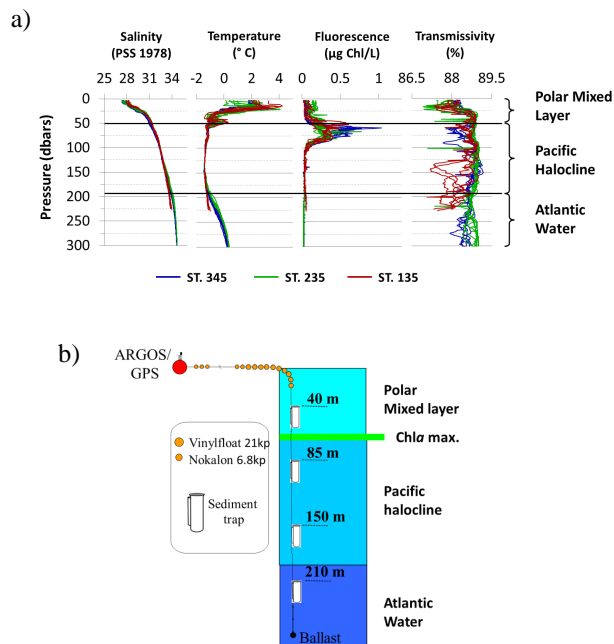 a)
Salinity
(PSS 1978)
Temperature
(° C)
Fluorescence
(µg Chl/L)
Transmissivity
(%)
25 28 31 34
-2 0 2 4
0 0.5 1
86.5 88 89.5
Pressure (dbars)
0
50
100
150
200
250
300
Polar Mixed
Layer
Pacific
Halocline
Atlantic
Water
ST. 345 ST. 235 ST. 135
b)
ARGOS/
GPS
40 m
Polar
Mixed layer
Chla max.
Vinylfloat 21kp
Nokalon 6.8kp
Sediment
trap
85 m
Pacific
halocline
150 m
210 m
Atlantic
Water
Ballast